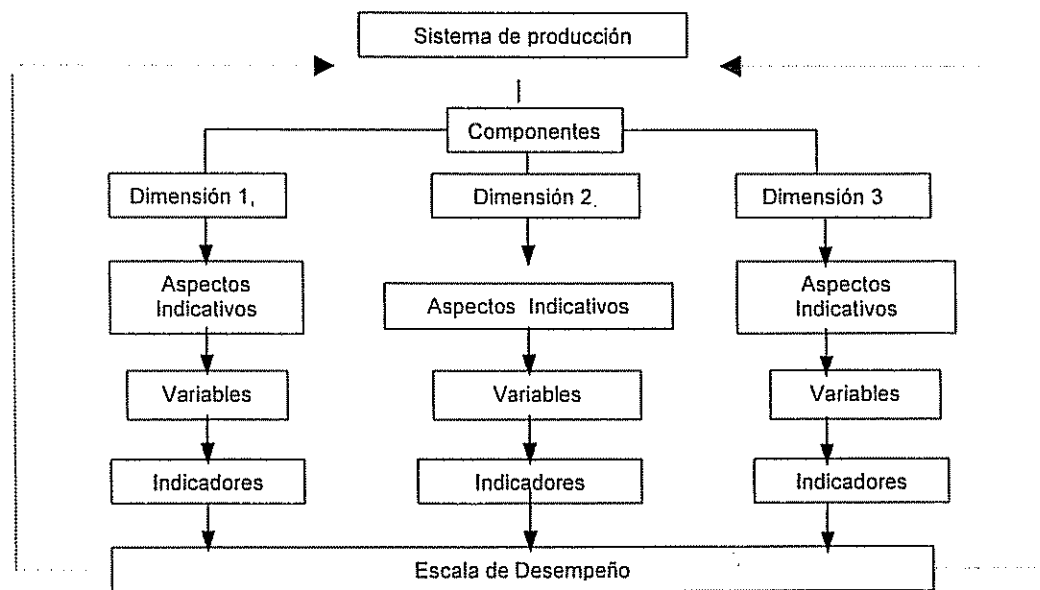 Sistema de producción
Componentes
Dimensión 1,
Dimensión 2.
Dimensión 3
Aspectos
Indicativos
Aspectos Indicativos
Aspectos
Indicativos
Variables
Variables
Variables
Indicadores
Indicadores
Indicadores
Escala de Desempeño